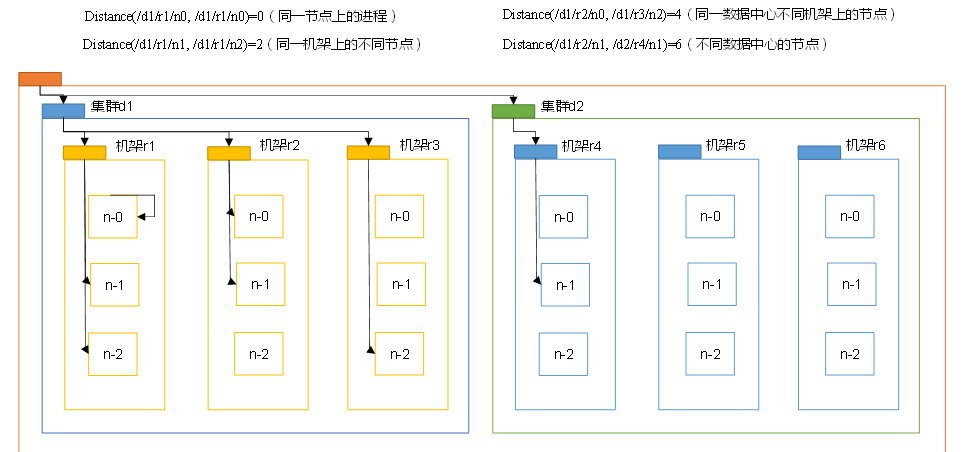 Distance(/d1/r1/n0, /d1/r1/n0)=0（同一节点上的进程）
Distance(/d1/r2/n0, /d1/r3/n2)=4（同一数据中心不同机架上的节点）
Distance(/d1/r1/n1, /d1/r1/n2)=2（同一机架上的不同节点）
Distance(/d1/r2/n1, /d2/r4/n1)=6（不同数据中心的节点）
集群d1
集群d2
机架r1
机架r2
机架r3
机架r4
机架r5
机架r6
n-0
n-0
n-0
n-0
n-0
n-0
n-1
n-1
n-1
n-1
n-1
n-1
n-2
n-2
n-2
n-2
n-2
n-2